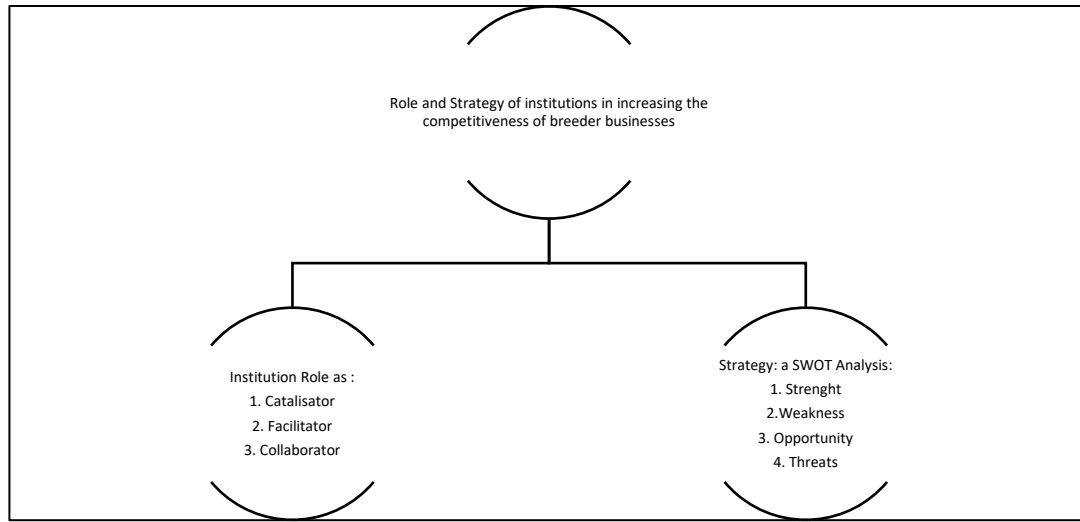 Role and Strategy of institutions in increasing the
competitiveness of breeder businesses
Institution Role as :
1. Catalisator
2. Facilitator
3. Collaborator
Strategy: a SWOT Analysis:
1. Strenght
2.Weakness
3. Opportunity
4. Threats